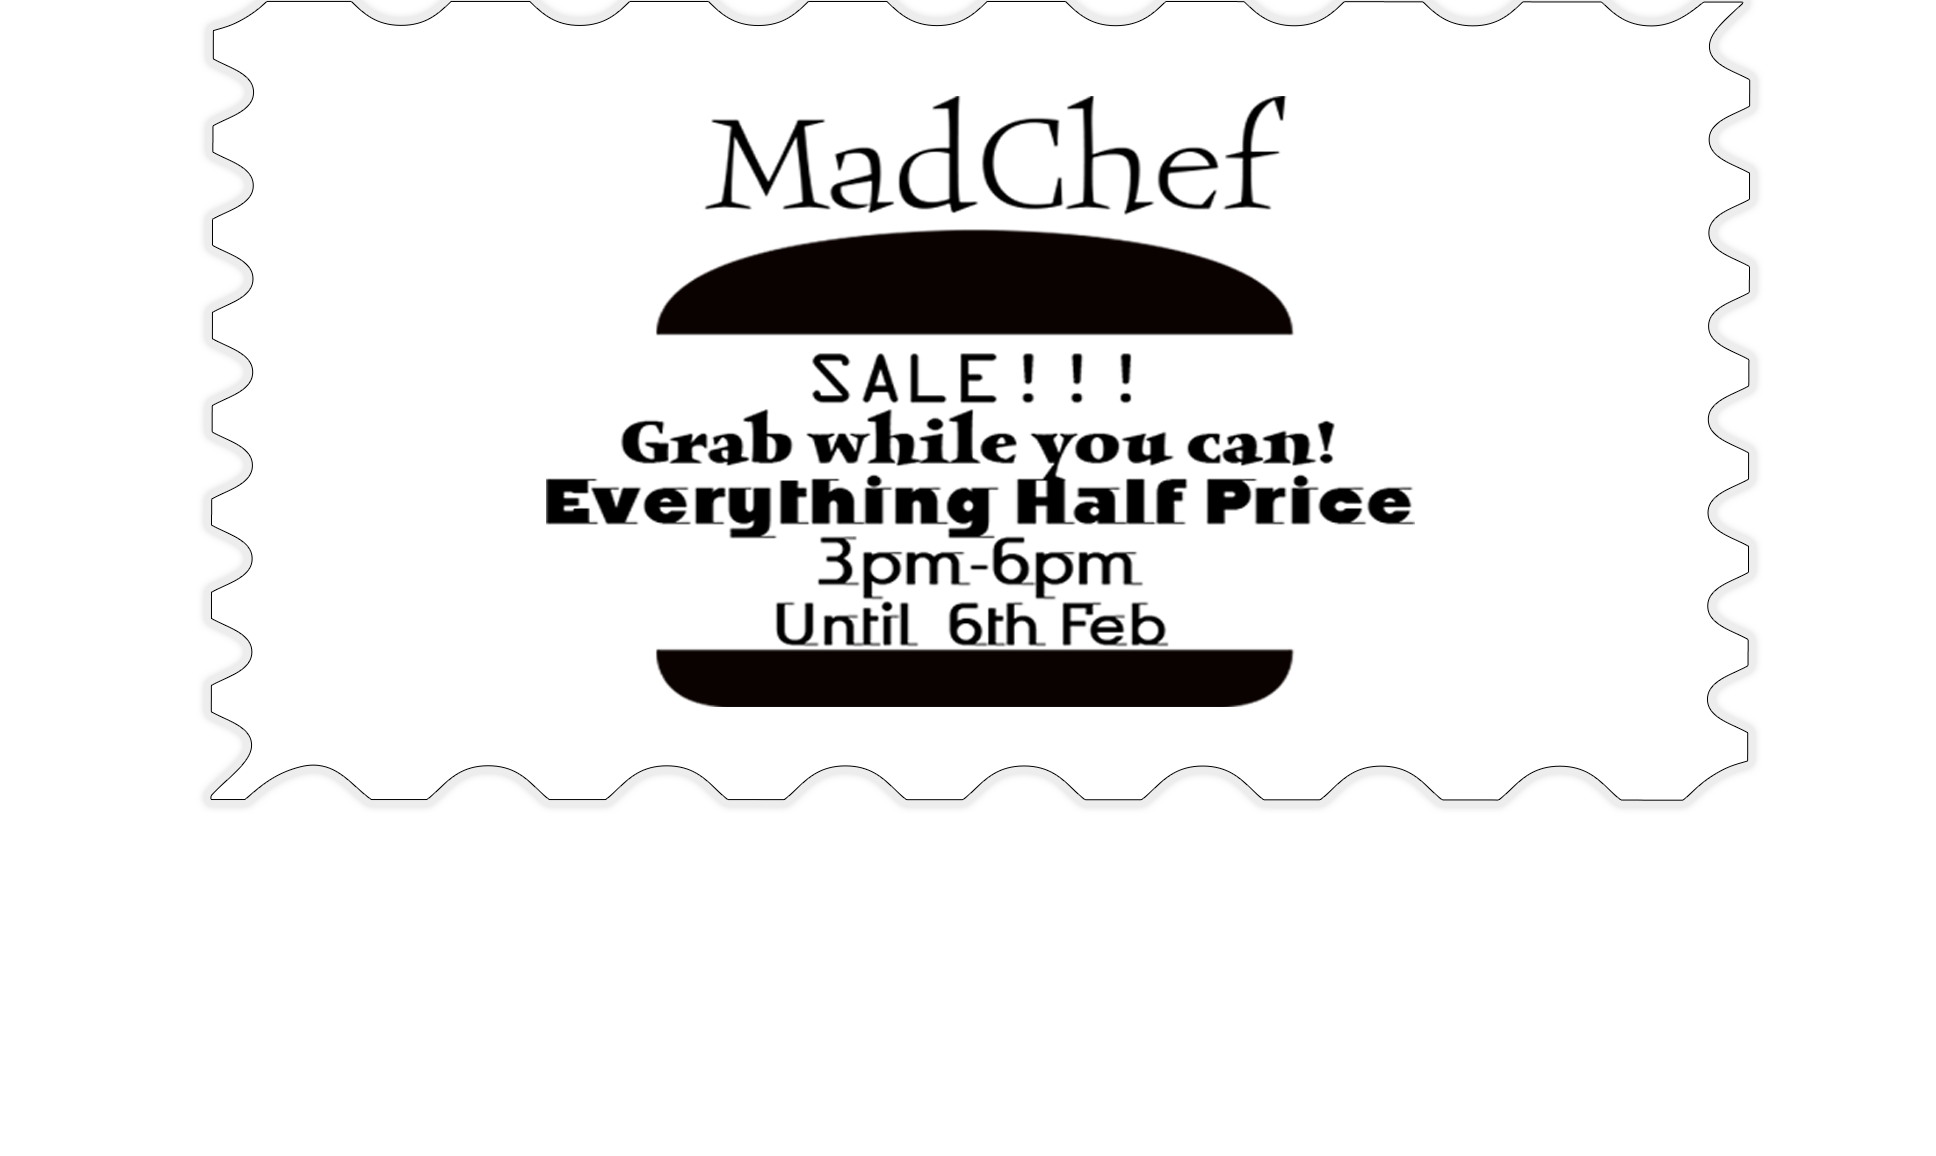 MadChef
SALE!!!
Grab while you can!
Everything Half Price
3pm-6pm
Until 6th Feb